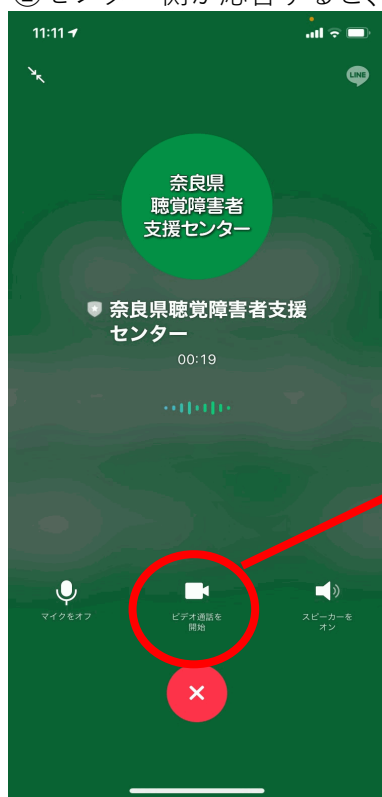 ②センター側が応答すると、
11:11
LINE
奈良県
聴覚障害者
支援センター
奈良県聴覚障害者支援
センター
00:19
マイクをオフ
ビデオ通話を
開始
スピーカーを
オン